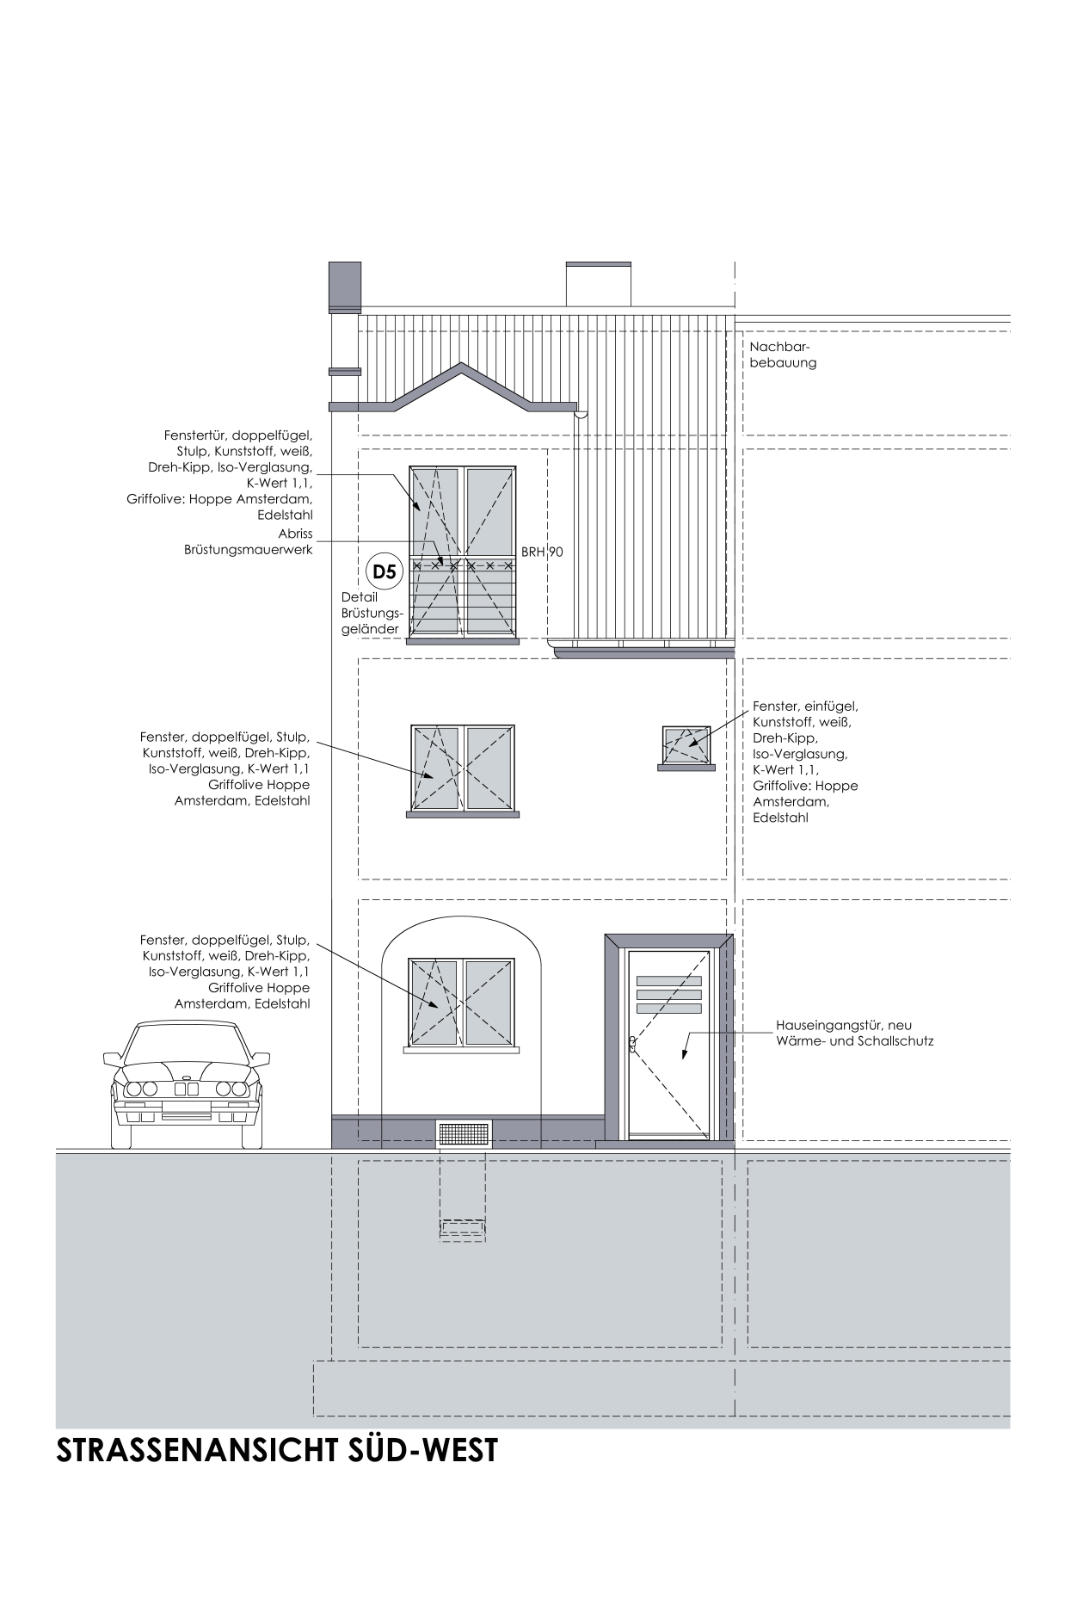 Nachbar-
bebauung
Fenstertür, doppelfügel,
Stulp, Kunststoff, weiß,
Dreh-Kipp, Iso-Verglasung,
K-Wert 1,1,
Griffolive: Hoppe Amsterdam,
Edelstahl
Abriss
Brüstungsmauerwerk
BRH 90
D5
Detail
Brüstungs-
geländer
Fenster, doppelfügel, Stulp,
Kunststoff, weiß, Dreh-Kipp,
Iso-Verglasung, K-Wert 1,1
Griffolive Hoppe
Amsterdam, Edelstahl
Fenster, einfügel,
Kunststoff, weiß,
Dreh-Kipp,
Iso-Verglasung,
K-Wert 1,1,
Griffolive: Hoppe
Amsterdam,
Edelstahl
Fenster, doppelfügel, Stulp,
Kunststoff, weiß, Dreh-Kipp,
Iso-Verglasung, K-Wert 1,1
Griffolive Hoppe
Amsterdam, Edelstahl
Hauseingangstür, neu
Wärme- und Schallschutz
STRASSENANSICHT SÜD-WEST